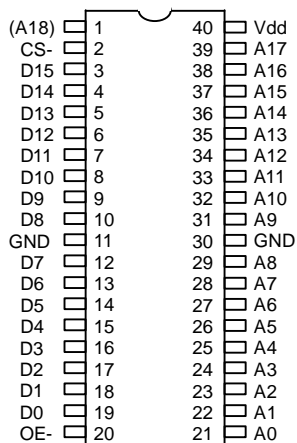 (A18) 1 40 Vdd
CS- 2 39 A17
D15 3 38 A16
D14 4 37 A15
D13 5 36 A14
D12 6 35 A13
D11 7 34 A12
D10 8 33 A11
D9 9 32 A10
D8 10 31 A9
GND 11 30 GND
D7 12 29 A8
D6 13 28 A7
D5 14 27 A6
D4 15 26 A5
D3 16 25 A4
D2 17 24 A3
D1 18 23 A2
D0 19 22 A1
OE- 20 21 A0